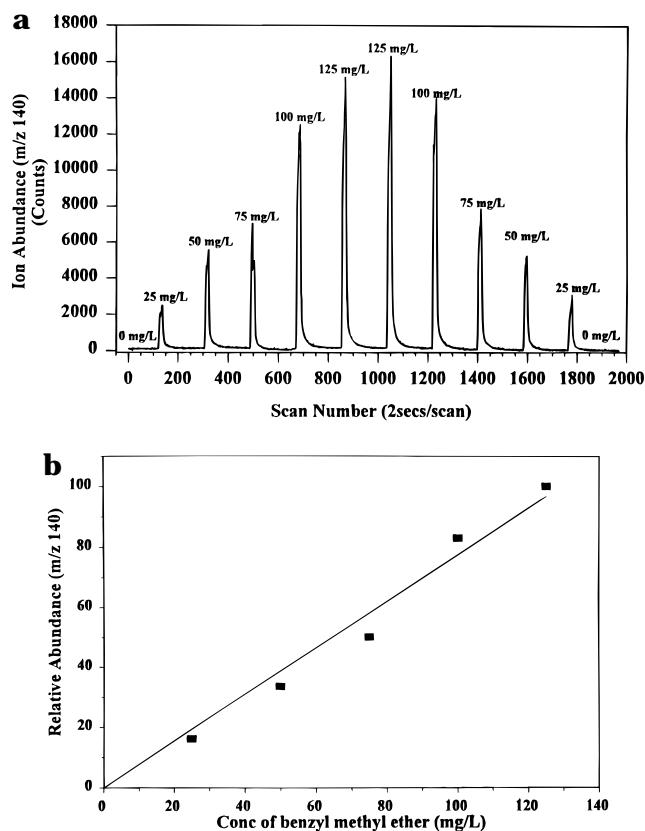 a
18000
16000
14000
12000
10000
8000
6000
4000
2000
0
Ion Abundance (m/z 140)
((Counts)
0 mg/L
25 mg/L
50 mg/L
75 mg/L
100 mg/L
125 mg/L
125 mg/L
100 mg/L
75 mg/L
50 mg/L
25 mg/L
0 mg/L
0 200 400 600 800 1000 1200 1400 1600 1800 2000
Scan Number (2secs/scan)
b
100
80
60
40
20
0
Relative Abundance (m/z 140)
0 20 40 60 80 100 120 140
Conc of benzyl methyl ether (mg/L)